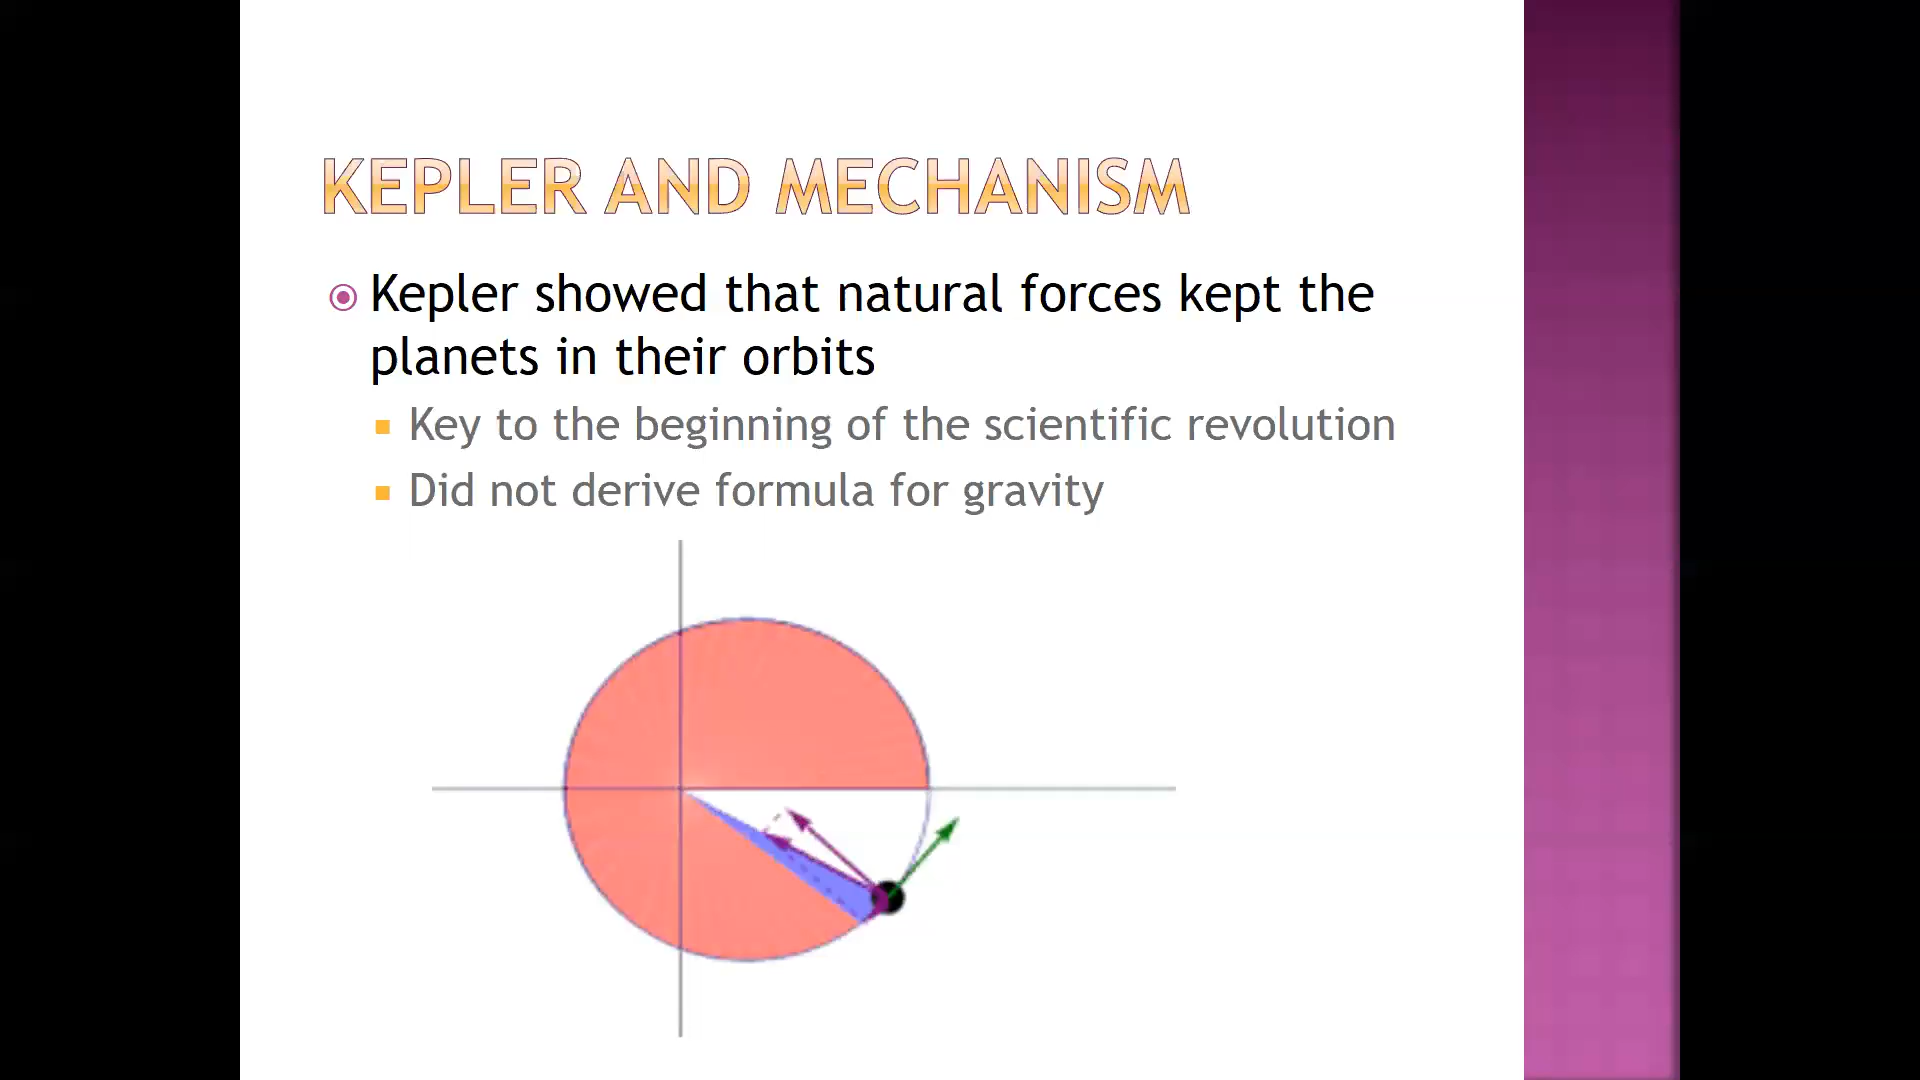 KEPLER AND MECHANISM
Kepler showed that natural forces kept the
planets in their orbits
Key to the beginning of the scientific revolution
Did not derive formula for gravity